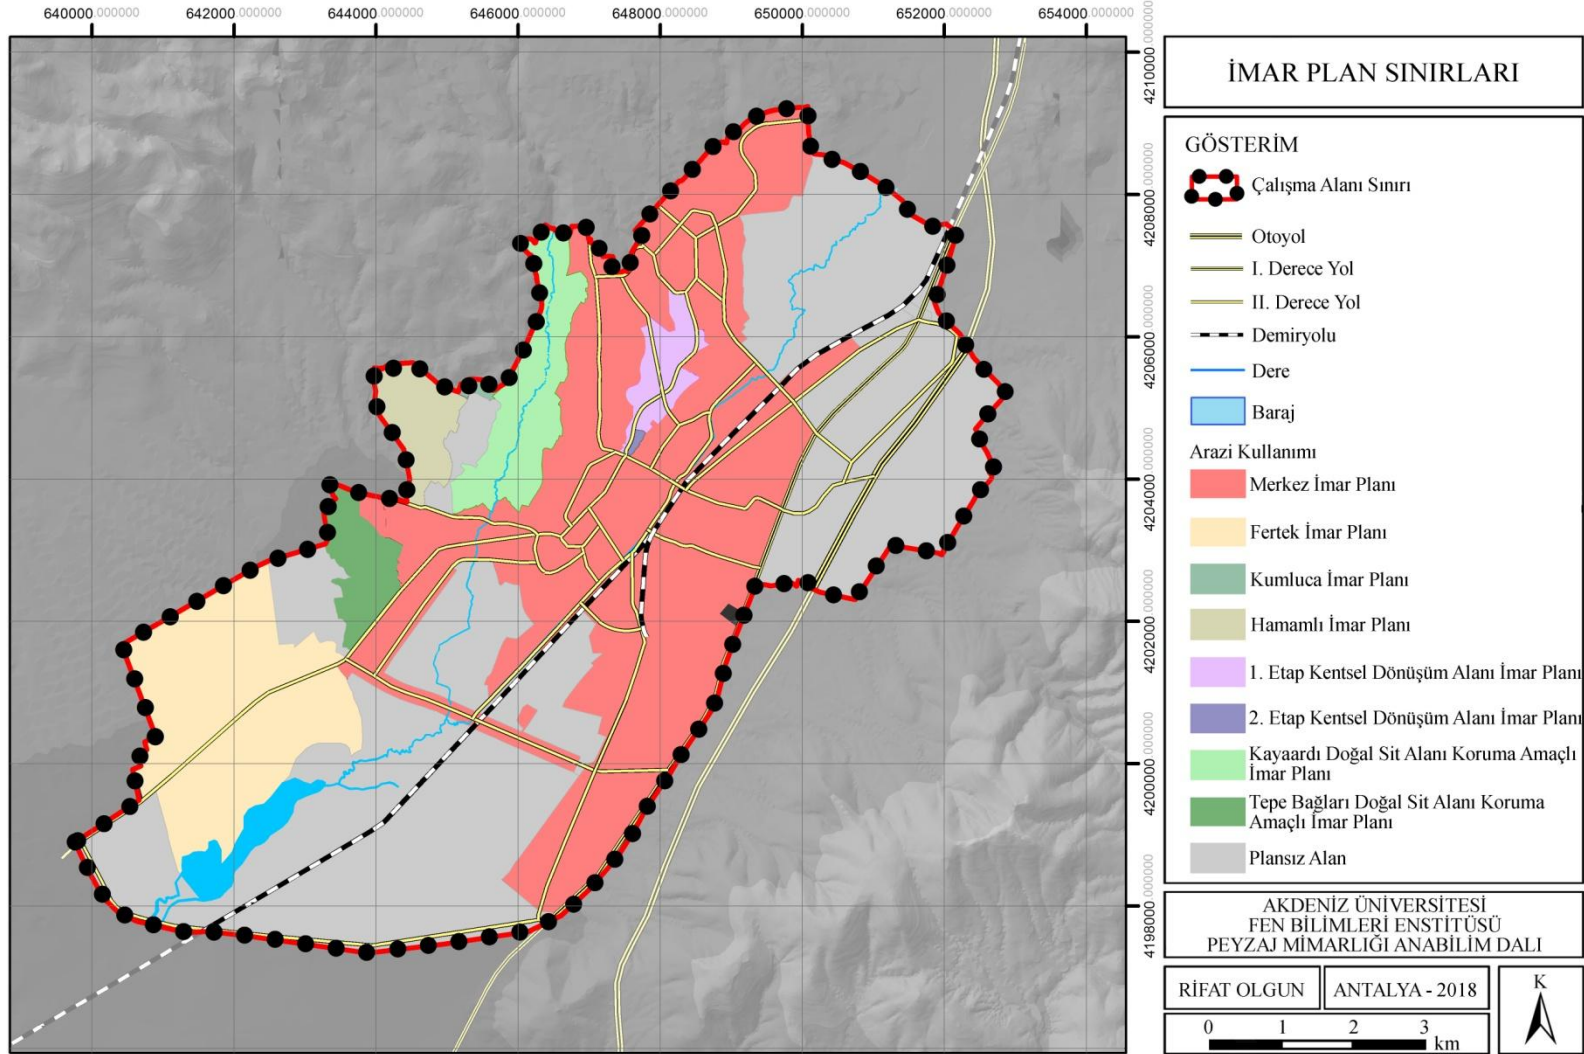 640000.000000 642000.000000 644000.000000 646000.000000 648000.000000 650000.000000 652000.000000 654000.000000
4210000.000000
4208000.000000
4206000.000000
4204000.000000
4202000.000000
4200000.000000
4198000.000000
İMAR PLAN SINIRLARI
GÖSTERİM
Çalışma Alanı Sınırı
Otoyol
I. Derece Yol
II. Derece Yol
Demiryolu
Dere
Baraj
Arazi Kullanımı
Merkez İmar Planı
Fertek İmar Planı
Kumluca İmar Planı
Hamamlı İmar Planı
1. Etap Kentsel Dönüşüm Alanı İmar Planı
2. Etap Kentsel Dönüşüm Alanı İmar Planı
Kayaardı Doğal Sit Alanı Koruma Amaçlı
İmar Planı
Tepe Bağları Doğal Sit Alanı Koruma
Amaçlı İmar Planı
Plansız Alan
AKDENİZ ÜNİVERSİTESİ
FEN BİLİMLERİ ENSTİTÜSÜ
PEYZAJ MİMARLIĞI ANABİLİM DALI
RİFAT OLGUN ANTALYA - 2018
K
0 1 2 3
km